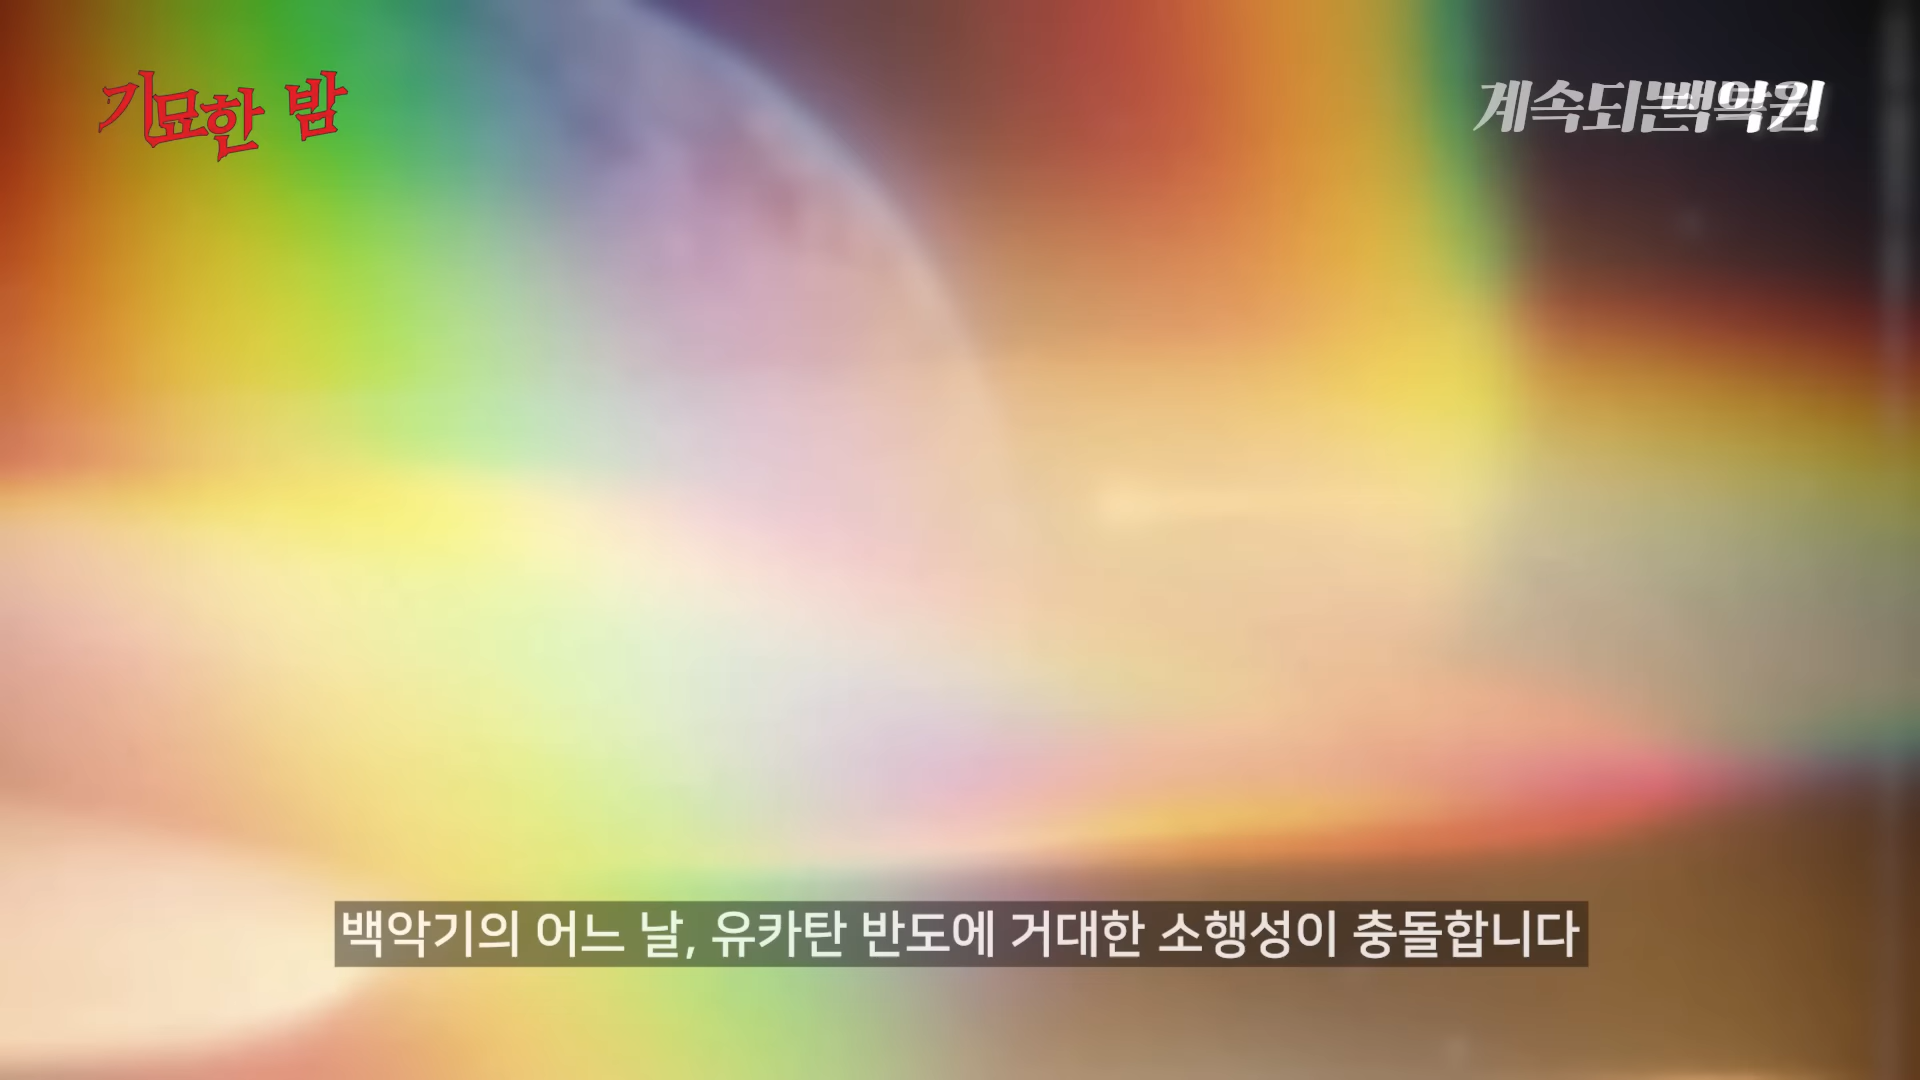 기묘한 밤
백악기의 어느 날, 유카탄 반도에 거대한 소행성이 충돌합니다